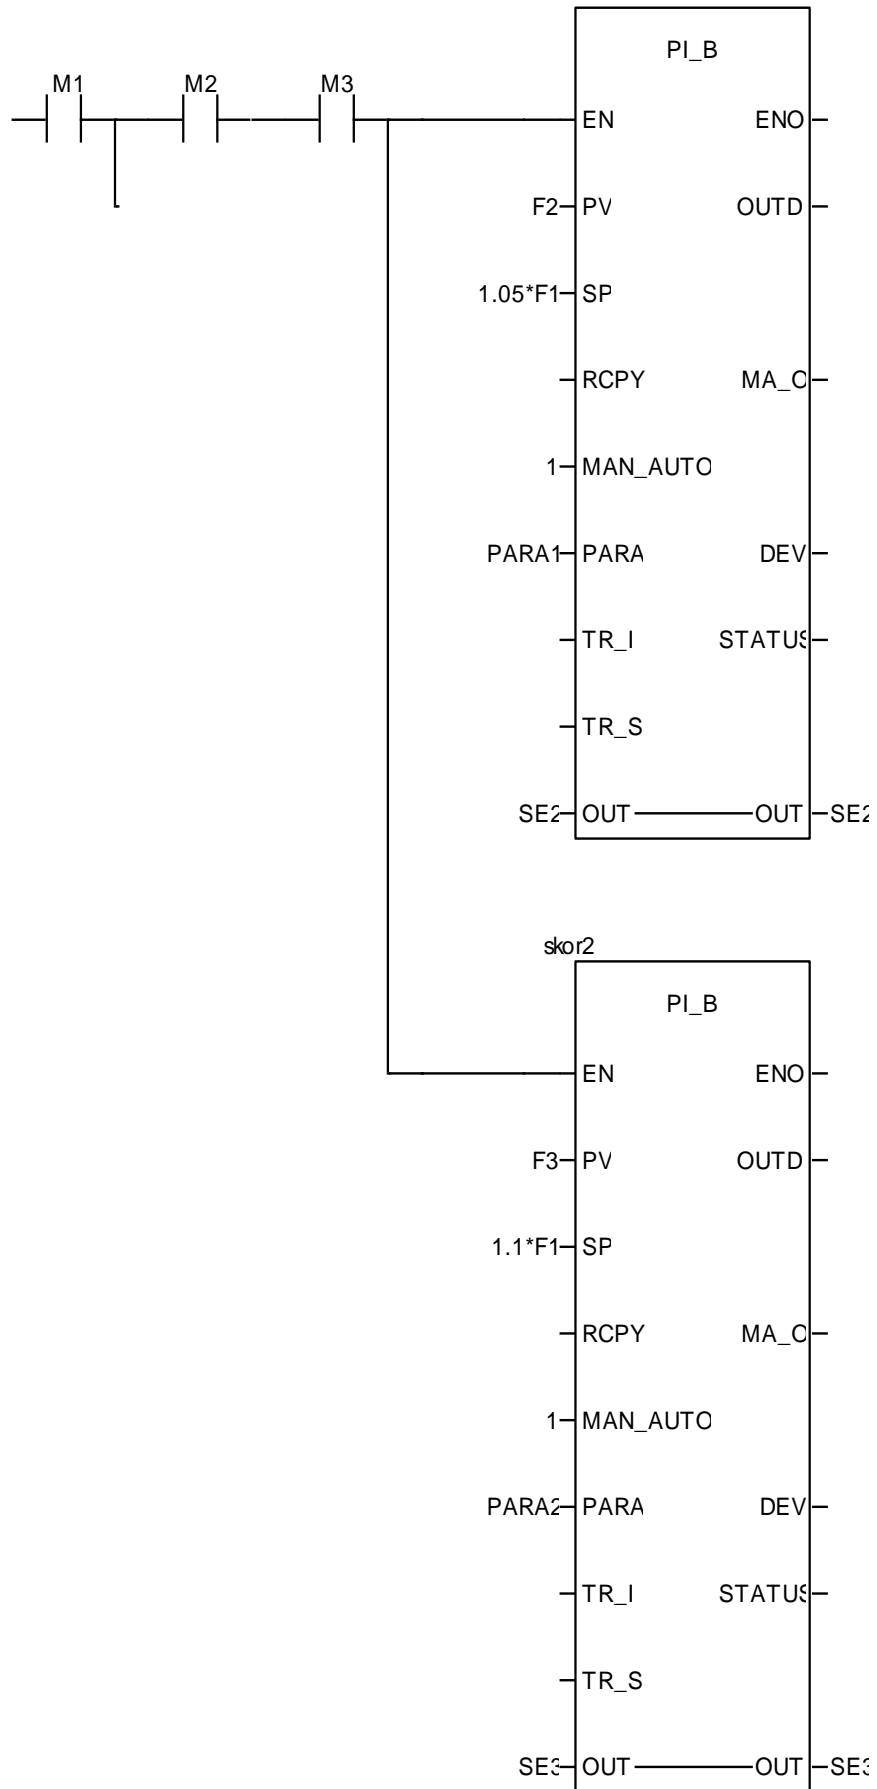 PI_B
M1 M2 M3
EN ENO
F2 PV OUTD
1.05*F1 SP
RCPY MA_O
1 MAN_AUTO
PARA1 PARA DEV
TR_I STATUS
TR_S
SE2 OUT OUT SE2
skor2
PI_B
EN ENO
F3 PV OUTD
1.1*F1 SP
RCPY MA_O
1 MAN_AUTO
PARA2 PARA DEV
TR_I STATUS
TR_S
SE3 OUT OUT SE3